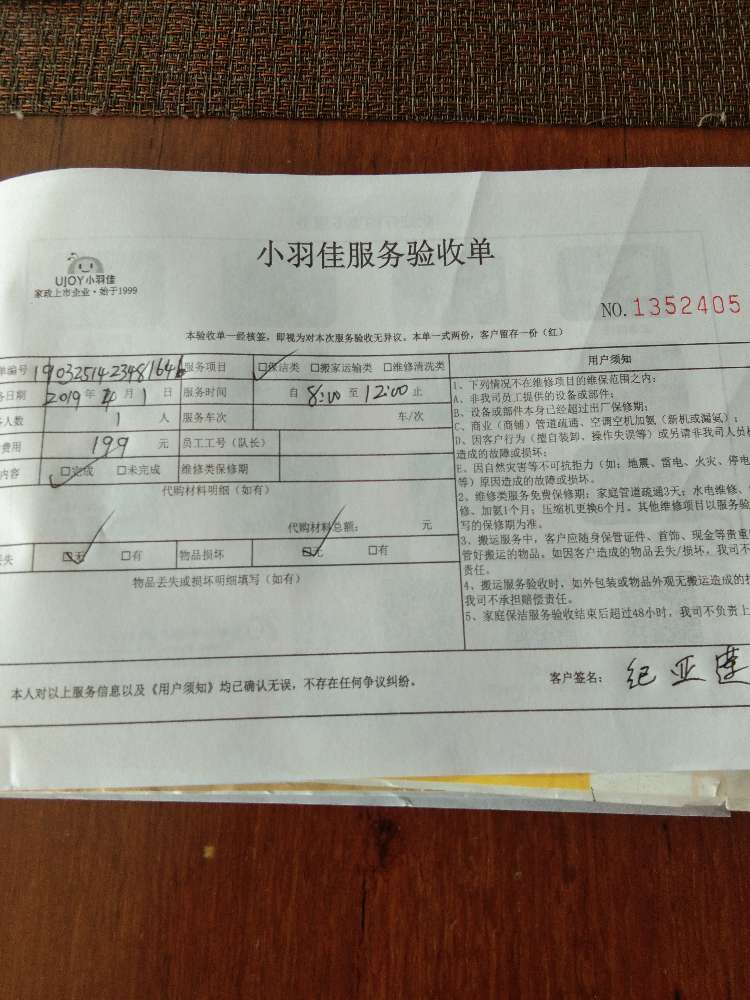 小羽佳服务验收单
UJOY小羽佳
家政上市企业·始于1999
NO. 1352405
本验收单一经核签，即视为对本次服务验收无异议。本单一式两份，客户留存一份（红）
单编号 1903251423481646 服务项目 □保洁类 □搬家运输类 □维修清洗类
务日期 2019年4月1日 服务时间 自 8:00 至 12:00 止
务人数 1 人 服务车次 车/次
费用 199 元 员工工号（队长）
内容 □完成 □未完成 维修类保修期
代购材料明细（如有）
代购材料总额： 元
丢失 □无 □有 物品损坏 □无 □有
物品丢失或损坏明细填写（如有）
用户须知
1、下列情况不在维修项目的维保范围之内：
A、非我司员工提供的设备或部件；
B、设备或部件本身已经超过出厂保修期；
C、商业（商铺）管道疏通、空调空机加氨（新机或漏氨）；
D、因客户行为（擅自装卸、操作失误等）或另请非我司人员
造成的故障或损坏；
E、因自然灾害等不可抗拒力（如：地震、雷电、火灾、停电
等）原因造成的故障或损坏。
2、维修类服务免费保修期：家庭管道疏通3天；水电维修、
修、加氨1个月；压缩机更换6个月。其他维修项目以服务验
写的保修期为准。
3、搬运服务中，客户应随身保管证件、首饰、现金等贵重
管好搬运的物品。如因客户造成的物品丢失/损坏，我司不
责任。
4、搬运服务验收时，如外包装或物品外观无搬运造成的
我司不承担赔偿责任。
5、家庭保洁服务验收结束后超过48小时，我司不负责上
本人对以上服务信息以及《用户须知》均已确认无误，不存在任何争议纠纷。
客户签名： 纪亚莲